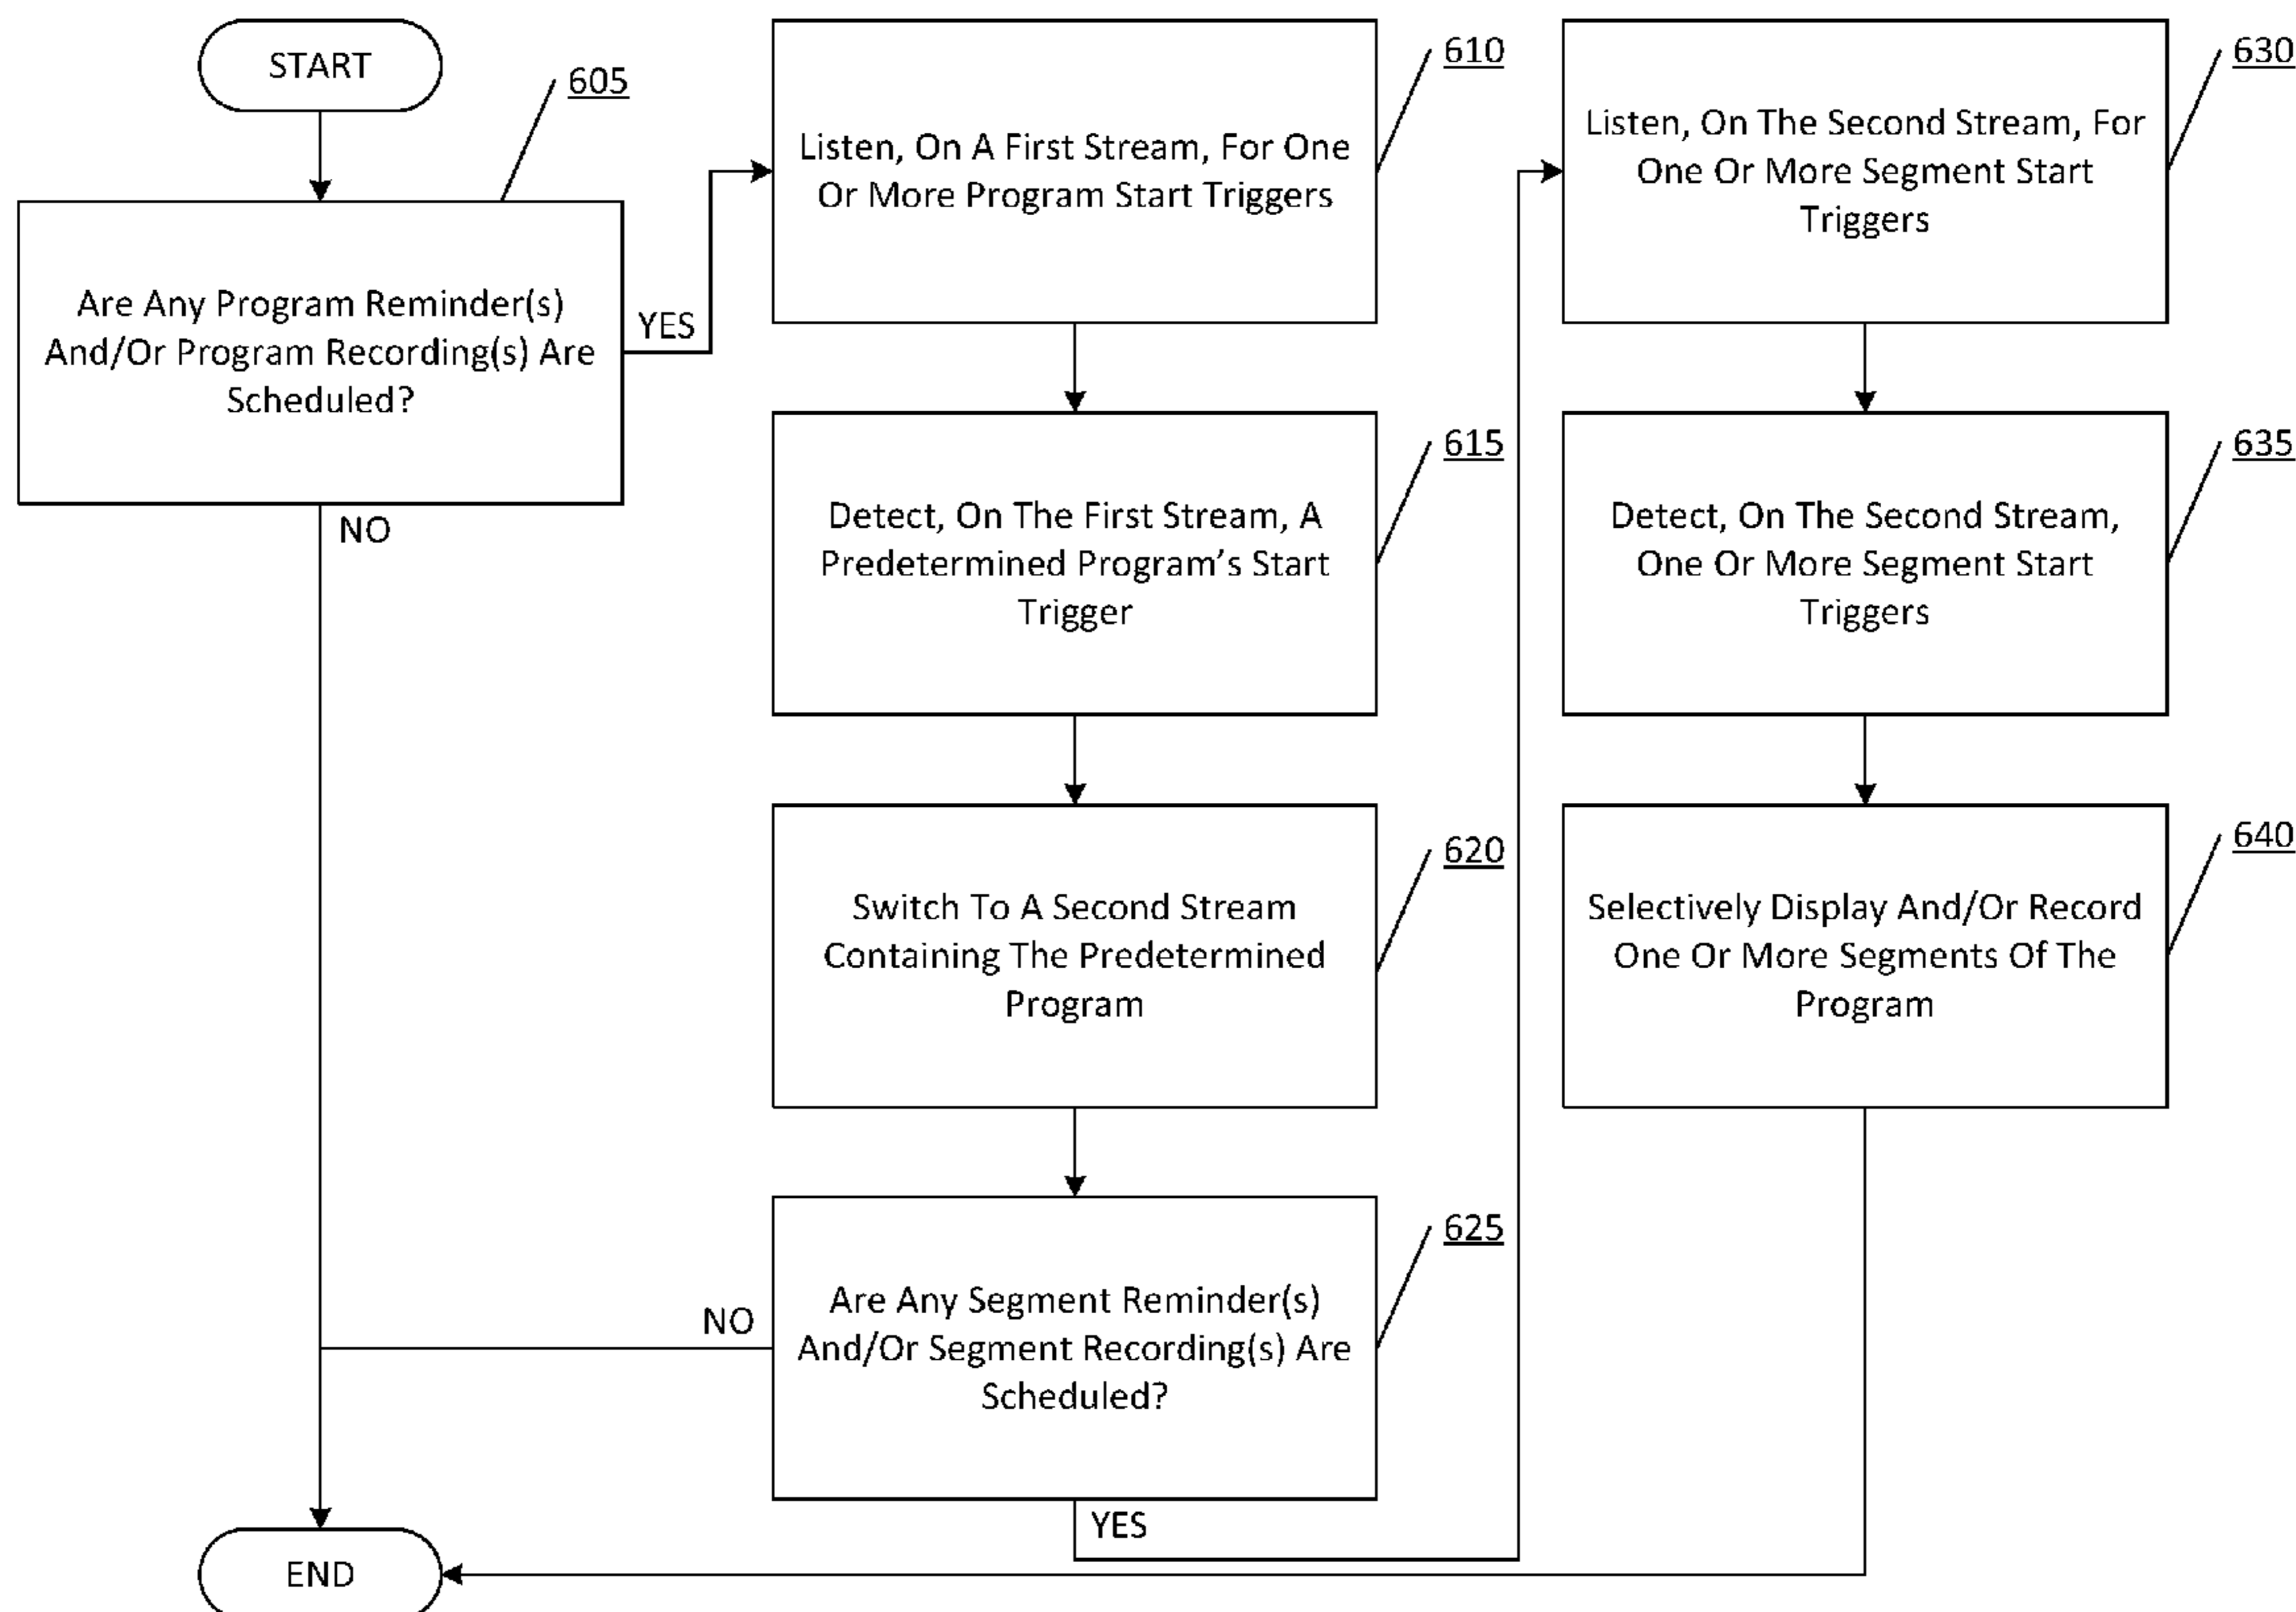 START
605
Are Any Program Reminder(s)
And/Or Program Recording(s) Are
Scheduled?
YES
NO
610
Listen, On A First Stream, For One
Or More Program Start Triggers
615
Detect, On The First Stream, A
Predetermined Program's Start
Trigger
620
Switch To A Second Stream
Containing The Predetermined
Program
625
Are Any Segment Reminder(s)
And/Or Segment Recording(s) Are
Scheduled?
NO
YES
630
Listen, On The Second Stream, For
One Or More Segment Start
Triggers
635
Detect, On The Second Stream,
One Or More Segment Start
Triggers
640
Selectively Display And/Or Record
One Or More Segments Of The
Program
END